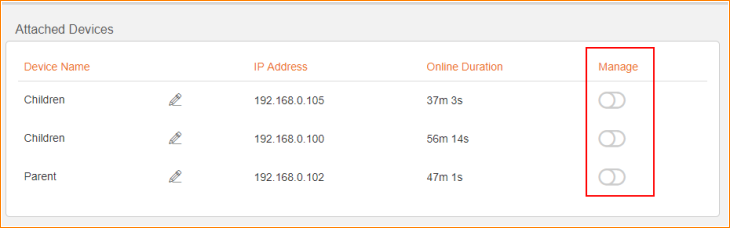 Attached Devices
Device Name IP Address Online Duration Manage
Children 192.168.0.105 37m 3s
Children 192.168.0.100 56m 14s
Parent 192.168.0.102 47m 1s